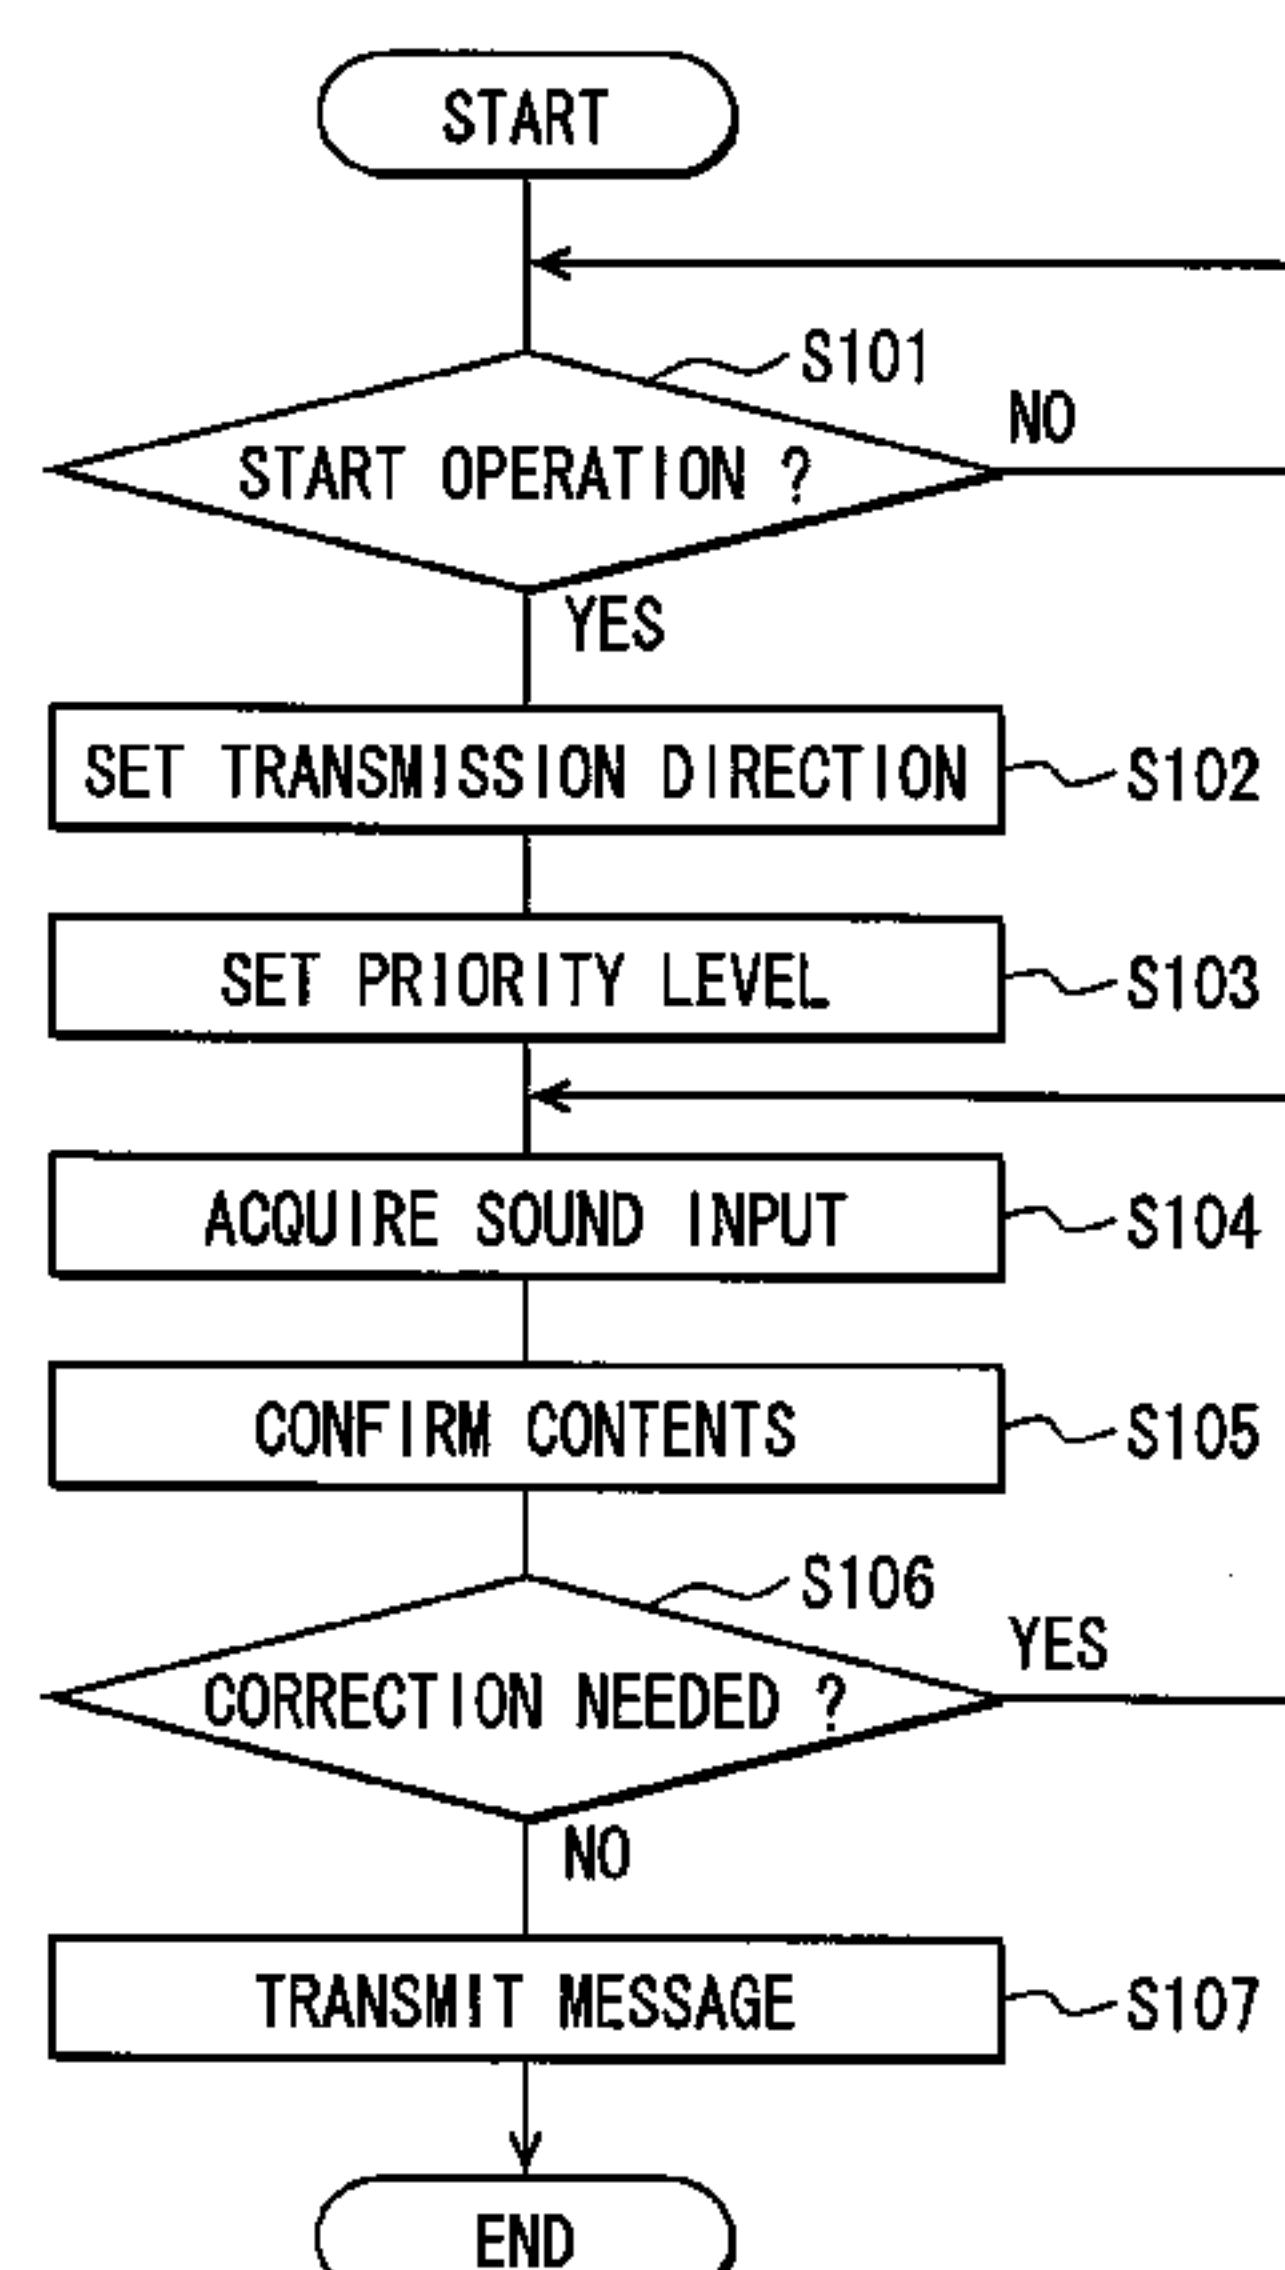 START
S101
NO
START OPERATION ?
YES
SET TRANSMISSION DIRECTION
S102
SET PRIORITY LEVEL
S103
ACQUIRE SOUND INPUT
S104
CONFIRM CONTENTS
S105
S106
YES
CORRECTION NEEDED ?
NO
TRANSMIT MESSAGE
S107
END